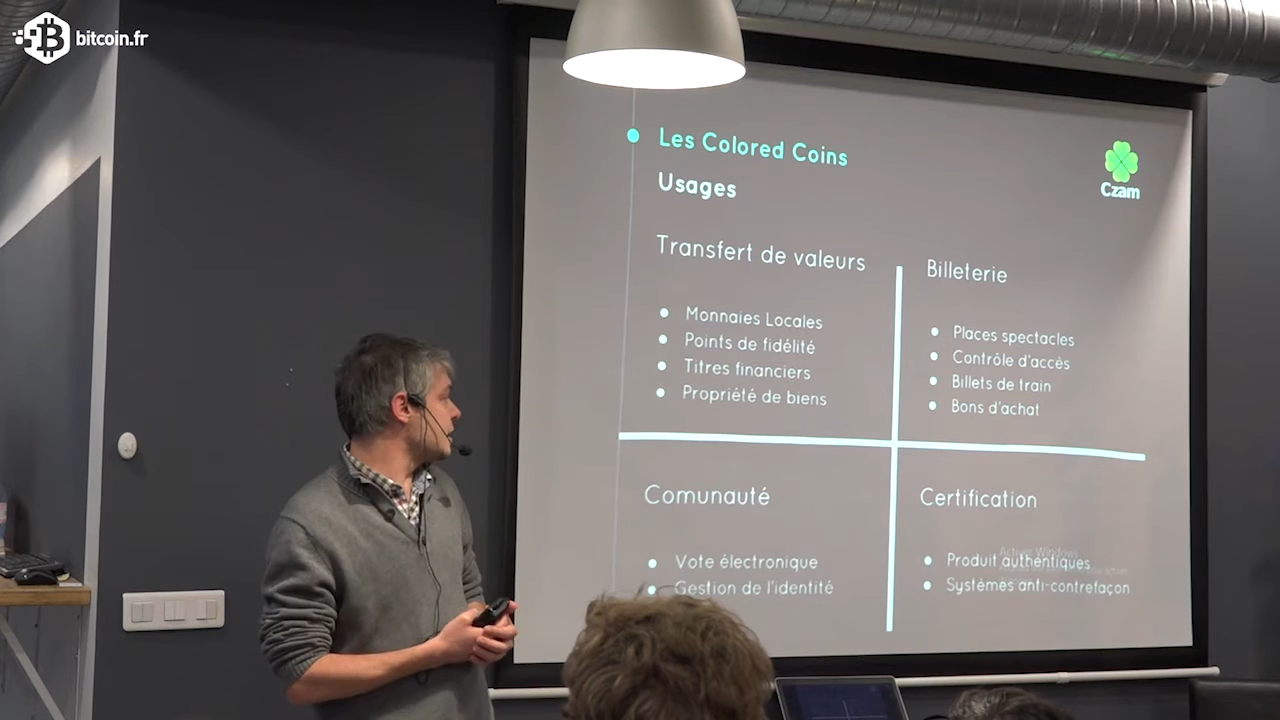 bitcoin.fr
Les Colored Coins
Usages
Czam
Transfert de valeurs
Monnaies Locales
Points de fidélité
Titres financiers
Propriété de biens
Billeterie
Places spectacles
Contrôle d'accès
Billets de train
Bons d'achat
Comunauté
Vote électronique
Gestion de l'identité
Certification
Produit authentiques
Systèmes anti-contrefaçon
Activer Windows